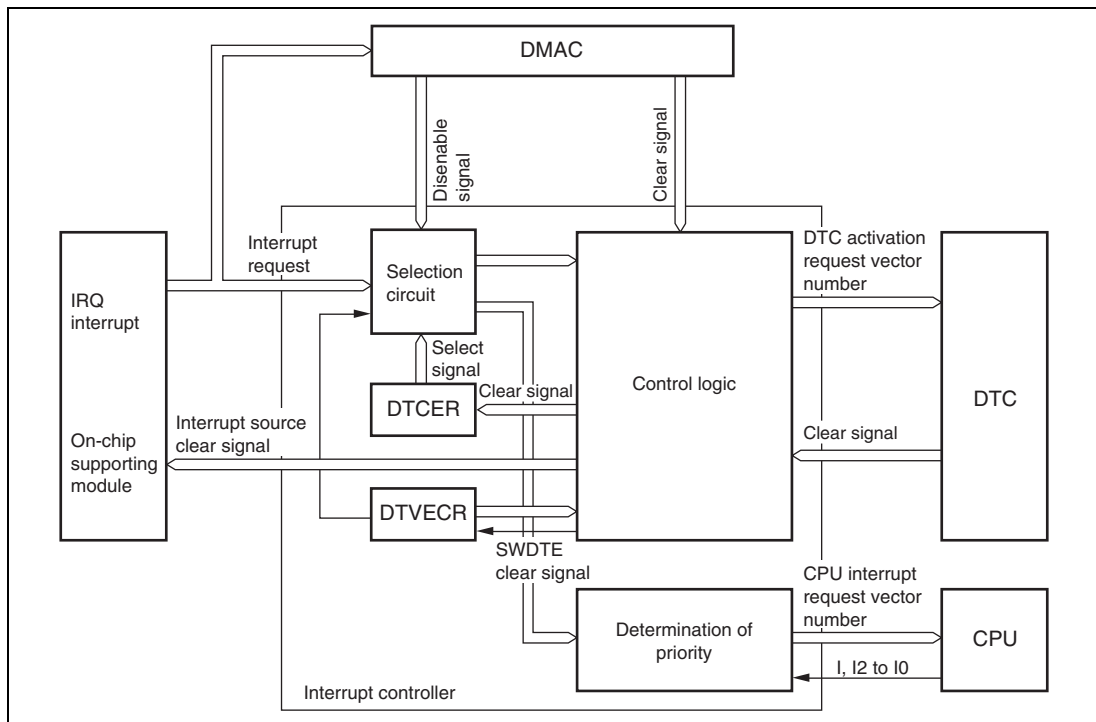 DMAC
Disenable
signal
Clear signal
Interrupt
request
Selection
circuit
DTC activation
request vector
number
IRQ
interrupt
Select
signal
Control logic
DTC
DTCER
Clear signal
Interrupt source
clear signal
On-chip
supporting
module
Clear signal
DTVECR
SWDTE
clear signal
CPU interrupt
request vector
number
Determination of
priority
CPU
I, I2 to I0
Interrupt controller